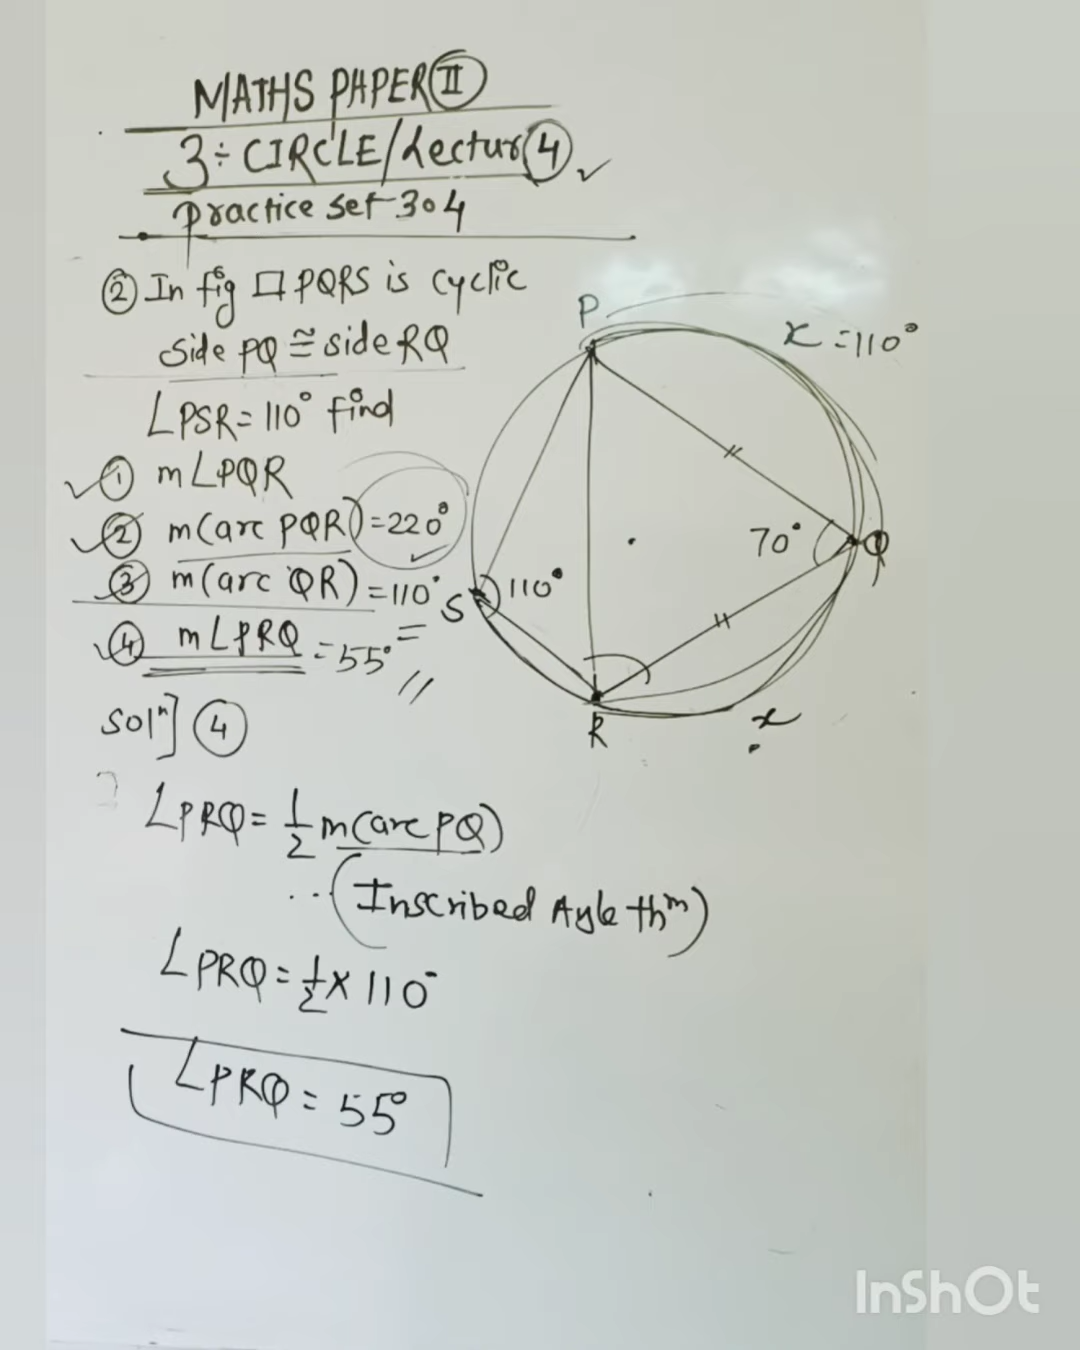 MATHS PAPER II
3÷ CIRCLE/Lectur 4
practice set-3.4
② In fig □ PQRS is cyclic
side PQ ≅ side RQ
∠PSR = 110° find
① m∠PQR
② m(arc PQR) = 220°
③ m(arc QR) = 110°
④ m∠PRQ = 55°
Solⁿ] ④
∠PRQ = 1/2 m(arc PQ)
...(Inscribed Agle thm)
∠PRQ = 1/2 × 110°
∠PRQ = 55°
P
x = 110°
70°
Q
S
110°
R
x
InShOt